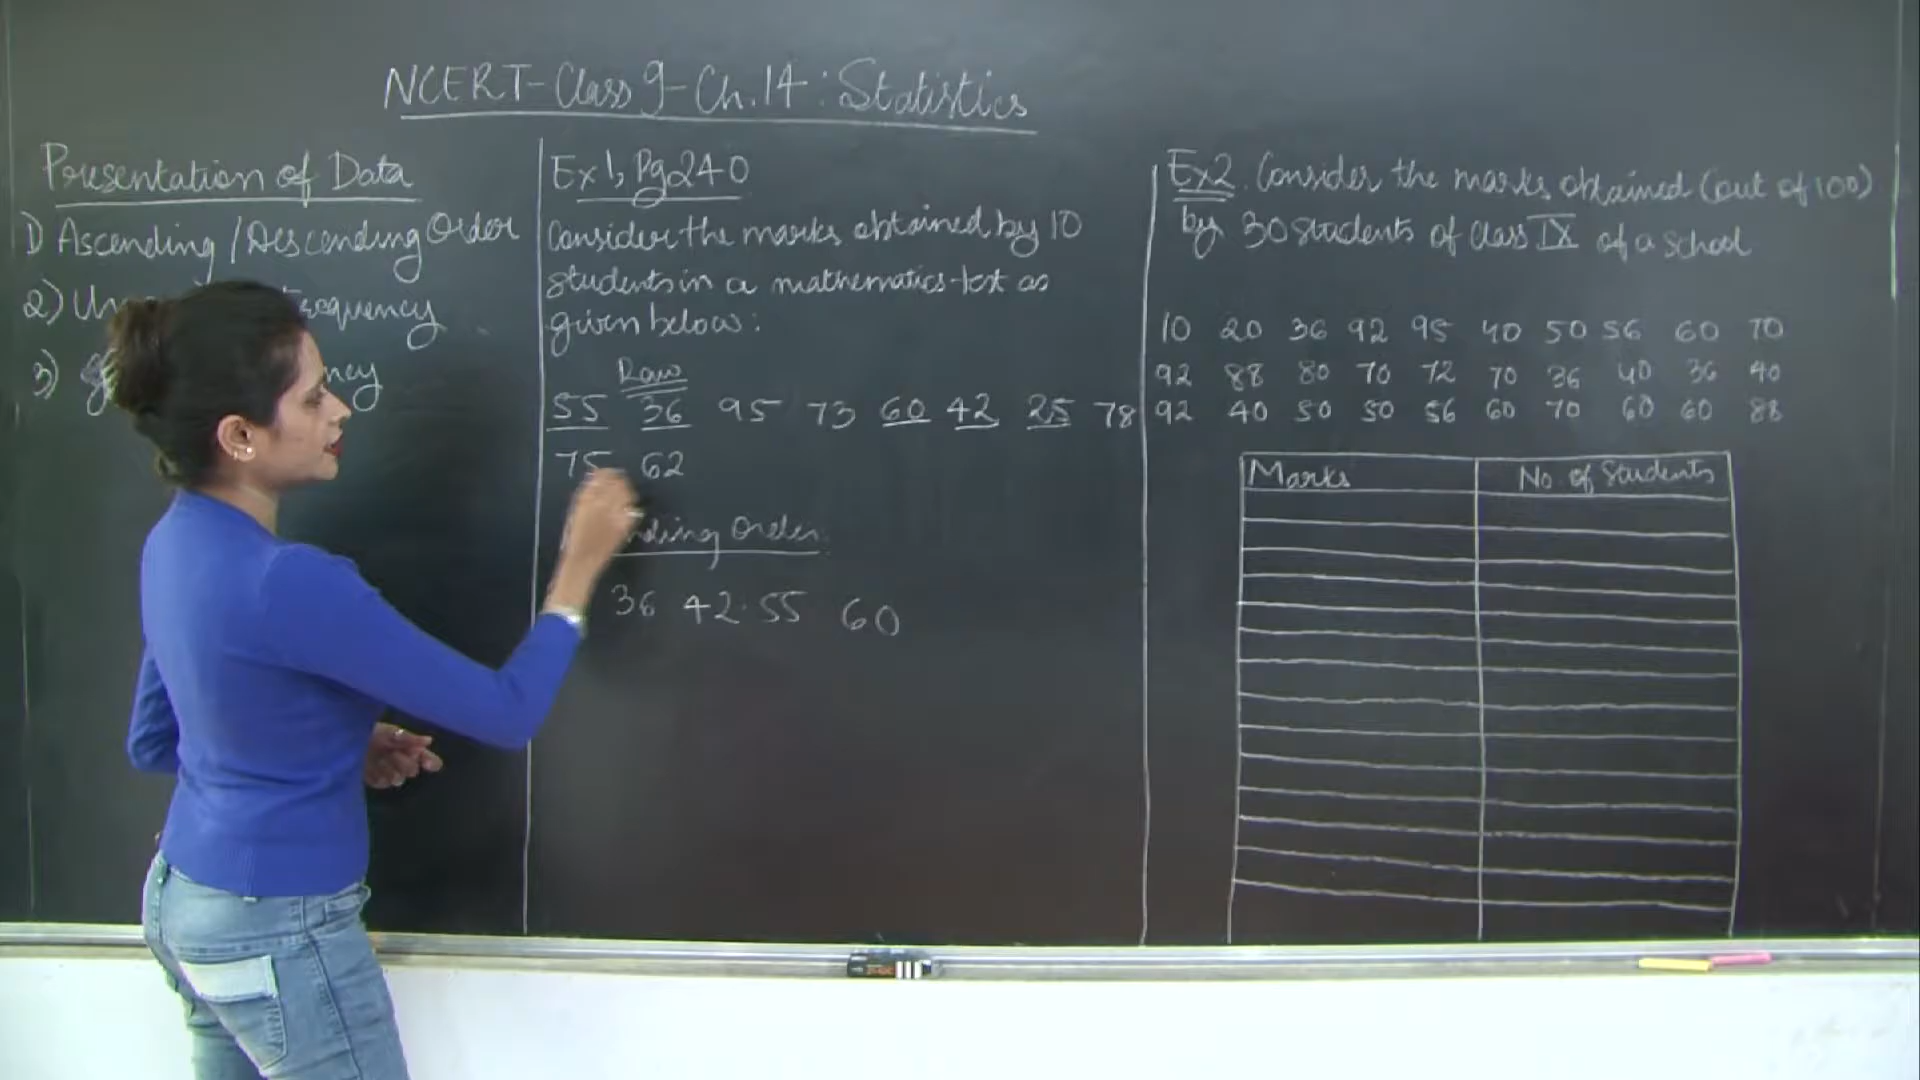 NCERT-Class 9-Ch.14: Statistics
Presentation of Data
1) Ascending/Descending Order
2)
3)
Ex1, Pg240
Consider the marks obtained by 10
students in a mathematics test as
given below:
Raw
55 36 95 73 60 42 25 78
75 62
Order
36 42 55 60
Ex2. Consider the marks obtained (out of 100)
by 30 students of class IX of a school
10 20 36 92 95 40 50 56 60 70
92 88 80 70 72 70 36 40 36 40
92 40 50 50 56 60 70 60 60 88
Marks No. of Students